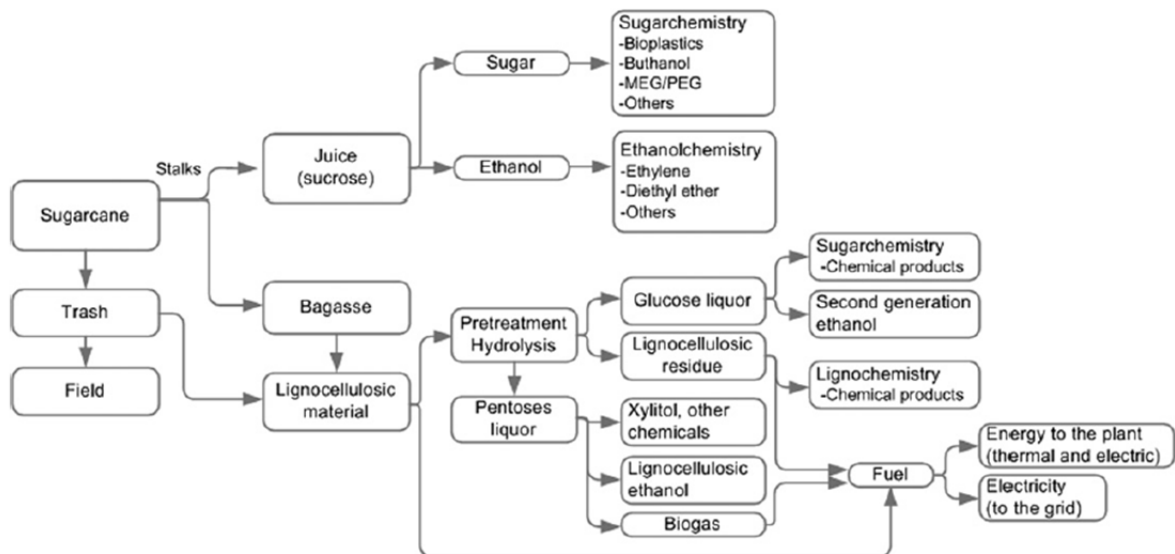 Sugarchemistry
-Bioplastics
-Buthanol
-MEG/PEG
-Others
Sugar
Stalks
Juice
(sucrose)
Ethanol
Ethanolchemistry
-Ethylene
-Diethyl ether
-Others
Sugarcane
Trash
Field
Bagasse
Lignocellulosic
material
Pretreatment
Hydrolysis
Pentoses
liquor
Glucose liquor
Lignocellulosic
residue
Xylitol, other
chemicals
Lignocellulosic
ethanol
Biogas
Sugarchemistry
-Chemical products
Second generation
ethanol
Lignochemistry
-Chemical products
Fuel
Energy to the plant
(thermal and electric)
Electricity
(to the grid)